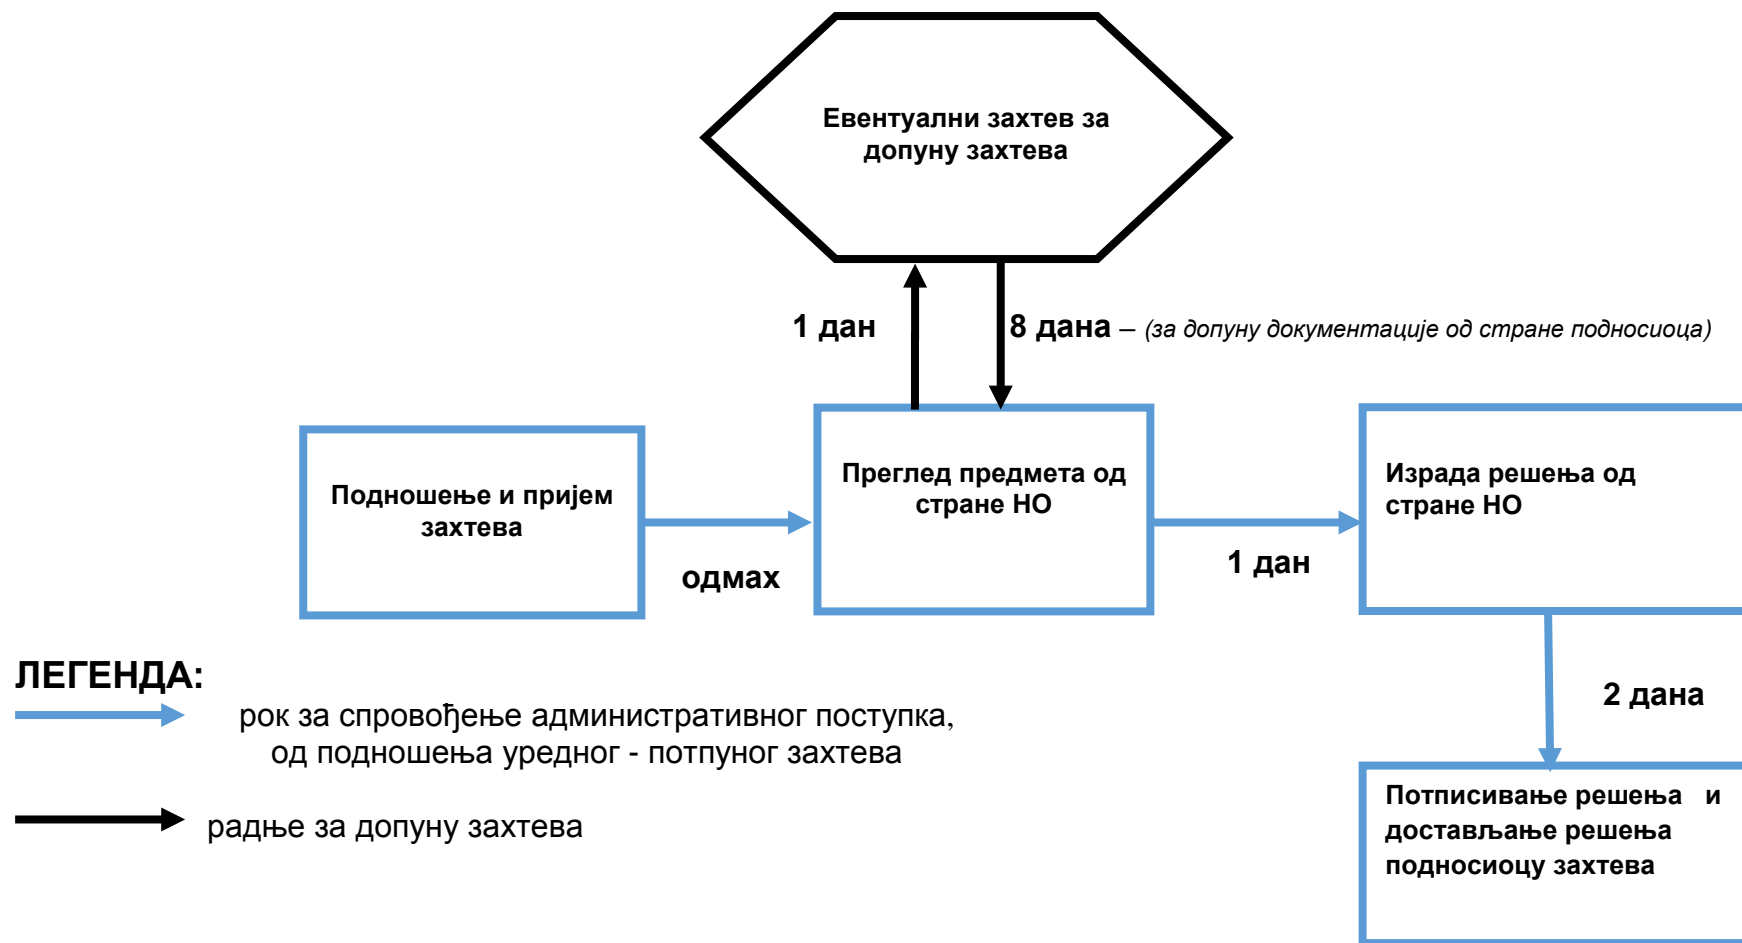 Евентуални захтев за
допуну захтева
1 дан
8 дана – (за допуну документације од стране подносиоца)
Подношење и пријем
захтева
одмах
Преглед предмета од
стране НО
1 дан
Израда решења од
стране НО
2 дана
Потписивање решења и
достављање решења
подносиоцу захтева
ЛЕГЕНДА:
рок за спровођење административног поступка,
од подношења уредног - потпуног захтева
радње за допуну захтева